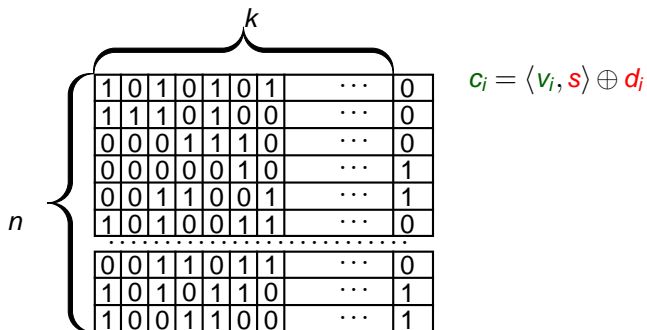 k
c_i = ⟨v_i, s⟩ ⊕ d_i
1 0 1 0 1 0 1 ··· 0
1 1 1 0 1 0 0 ··· 0
0 0 0 1 1 1 0 ··· 0
0 0 0 0 0 1 0 ··· 1
0 0 1 1 0 0 1 ··· 1
n
1 0 1 0 0 1 1 ··· 0
··························
0 0 1 1 0 1 1 ··· 0
1 0 1 0 1 1 0 ··· 1
1 0 0 1 1 0 0 ··· 1